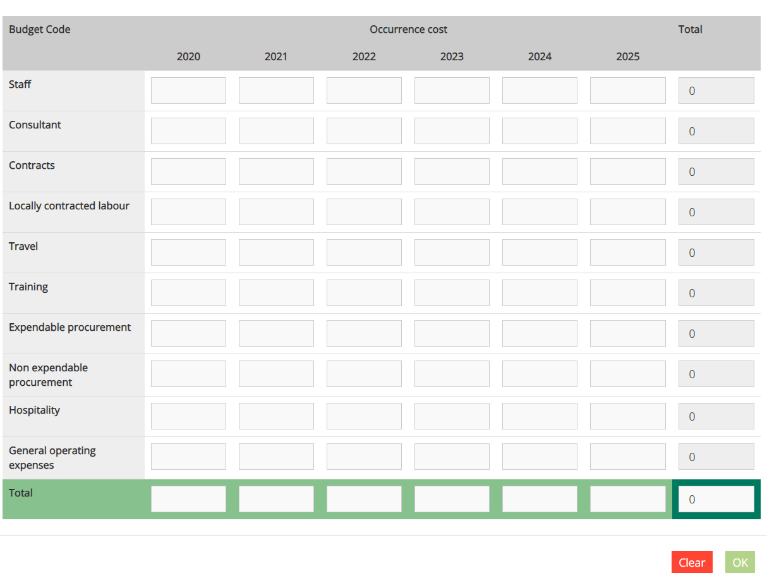 Budget Code Occurrence cost Total
2020 2021 2022 2023 2024 2025
Staff 0
Consultant 0
Contracts 0
Locally contracted labour 0
Travel 0
Training 0
Expendable procurement 0
Non expendable
procurement 0
Hospitality 0
General operating
expenses 0
Total 0
Clear OK